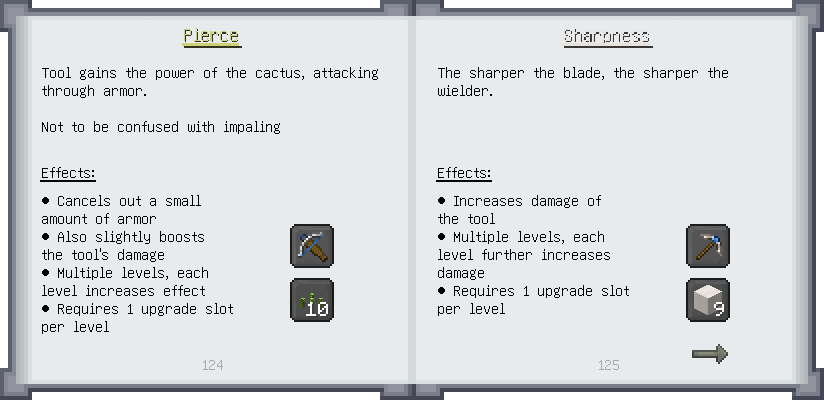 Pierce
Tool gains the power of the cactus, attacking
through armor.
Not to be confused with impaling
Effects:
• Cancels out a small
amount of armor
• Also slightly boosts
the tool's damage
• Multiple levels, each
level increases effect
• Requires 1 upgrade slot
per level
10
124
Sharpness
The sharper the blade, the sharper the
wielder.
Effects:
• Increases damage of
the tool
• Multiple levels, each
level further increases
damage
• Requires 1 upgrade slot
per level
9
125